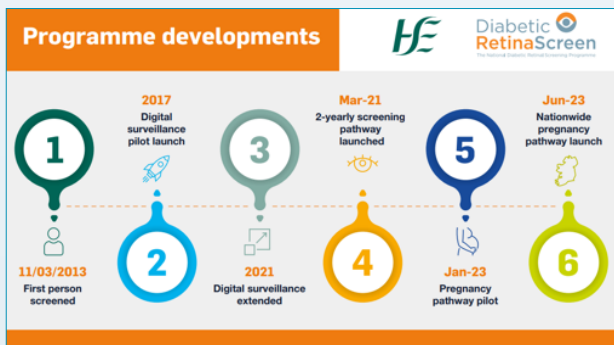 Programme developments
HSE
Diabetic
RetinaScreen
The National Diabetic Retinal Screening Programme
1
11/03/2013
First person
screened
2017
Digital
surveillance
pilot launch
2
3
2021
Digital surveillance
extended
Mar-21
2-yearly screening
pathway
launched
4
5
Jan-23
Pregnancy
pathway pilot
Jun-23
Nationwide
pregnancy
pathway launch
6